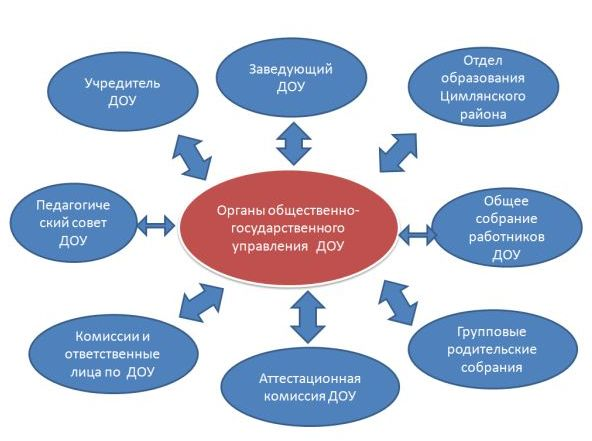 Учредитель
ДОУ
Заведующий
ДОУ
Отдел
образования
Цимлянского
района
Педагогиче
ский совет
ДОУ
Органы общественно-
государственного
управления ДОУ
Общее
собрание
работников
ДОУ
Комиссии и
ответственные
лица по ДОУ
Аттестационная
комиссия ДОУ
Групповые
родительские
собрания